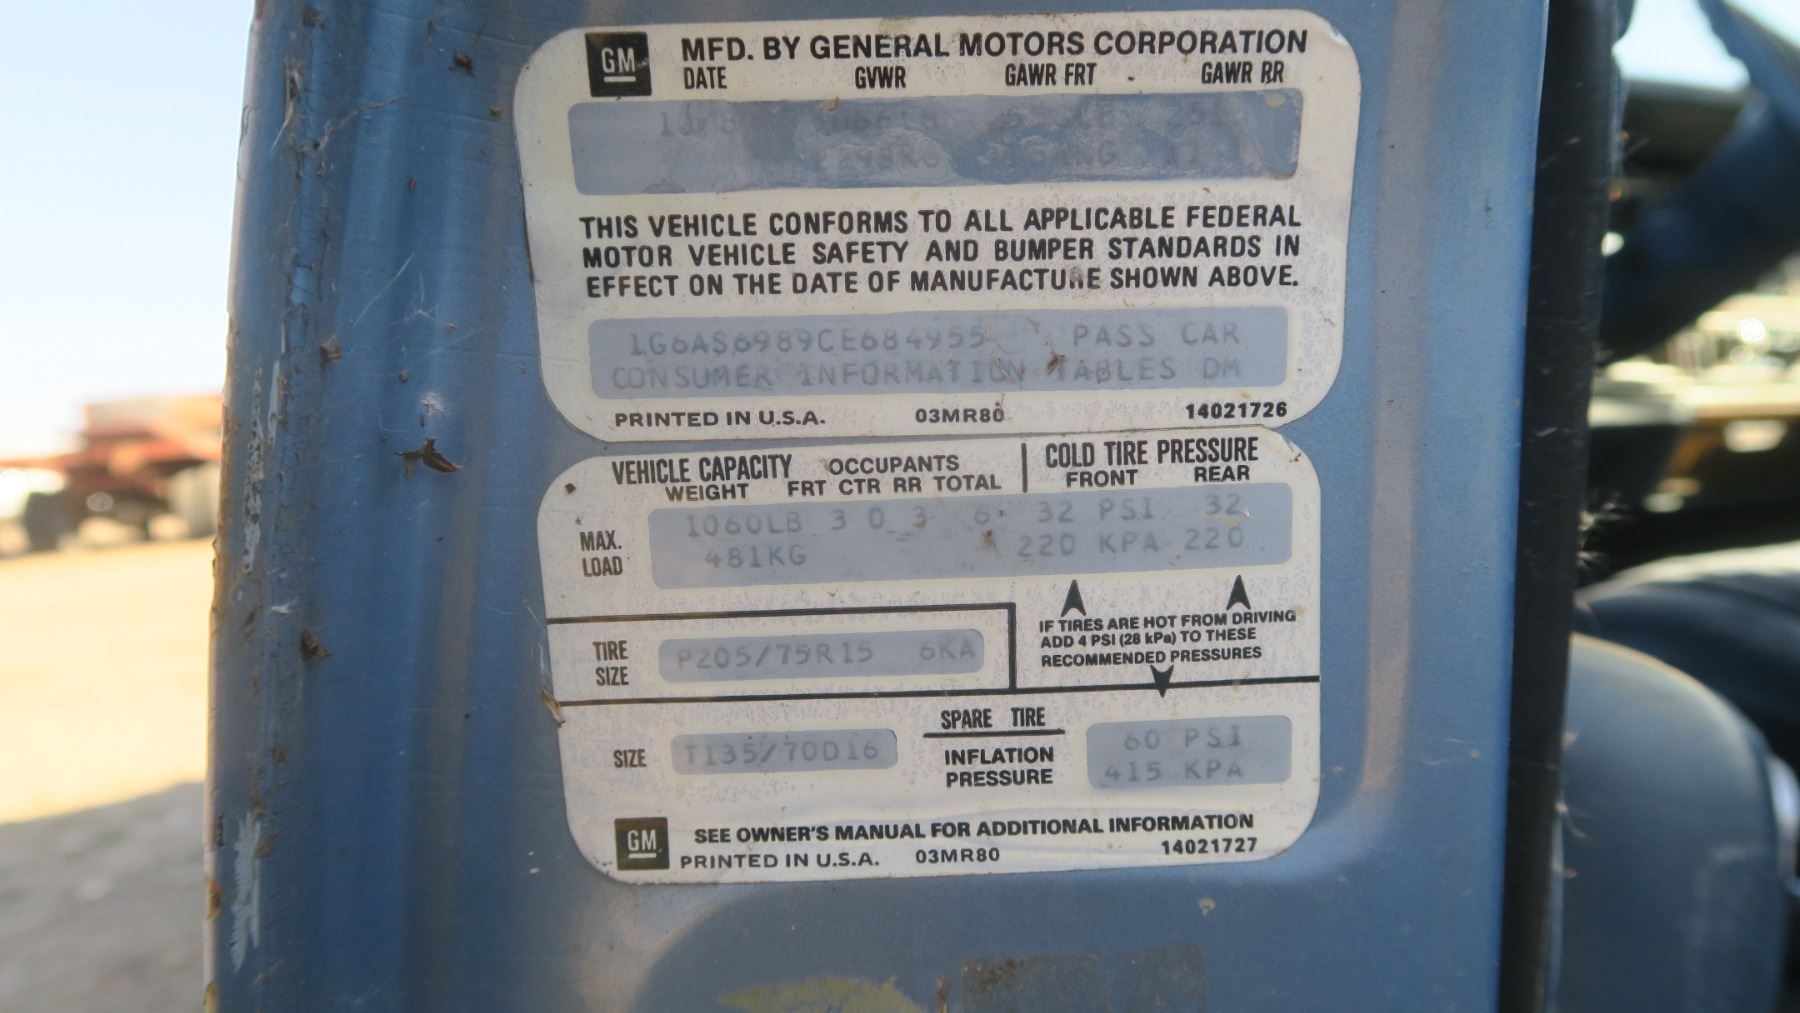 GM MFD. BY GENERAL MOTORS CORPORATION
DATE GVWR GAWR FRT GAWR RR
THIS VEHICLE CONFORMS TO ALL APPLICABLE FEDERAL
MOTOR VEHICLE SAFETY AND BUMPER STANDARDS IN
EFFECT ON THE DATE OF MANUFACTURE SHOWN ABOVE.
1G6AS6989CE684955 PASS CAR
CONSUMER INFORMATION TABLES DM
PRINTED IN U.S.A. 03MR80 14021726
VEHICLE CAPACITY OCCUPANTS COLD TIRE PRESSURE
WEIGHT FRT CTR RR TOTAL FRONT REAR
MAX. LOAD 1060LB 3 0 3 6 32 PSI 32
481KG 220 KPA 220
IF TIRES ARE HOT FROM DRIVING
ADD 4 PSI (28 kPa) TO THESE
RECOMMENDED PRESSURES
TIRE SIZE P205/75R15 6KA
SPARE TIRE
SIZE T135/70D16 INFLATION PRESSURE 60 PSI
415 KPA
GM SEE OWNER'S MANUAL FOR ADDITIONAL INFORMATION
PRINTED IN U.S.A. 03MR80 14021727